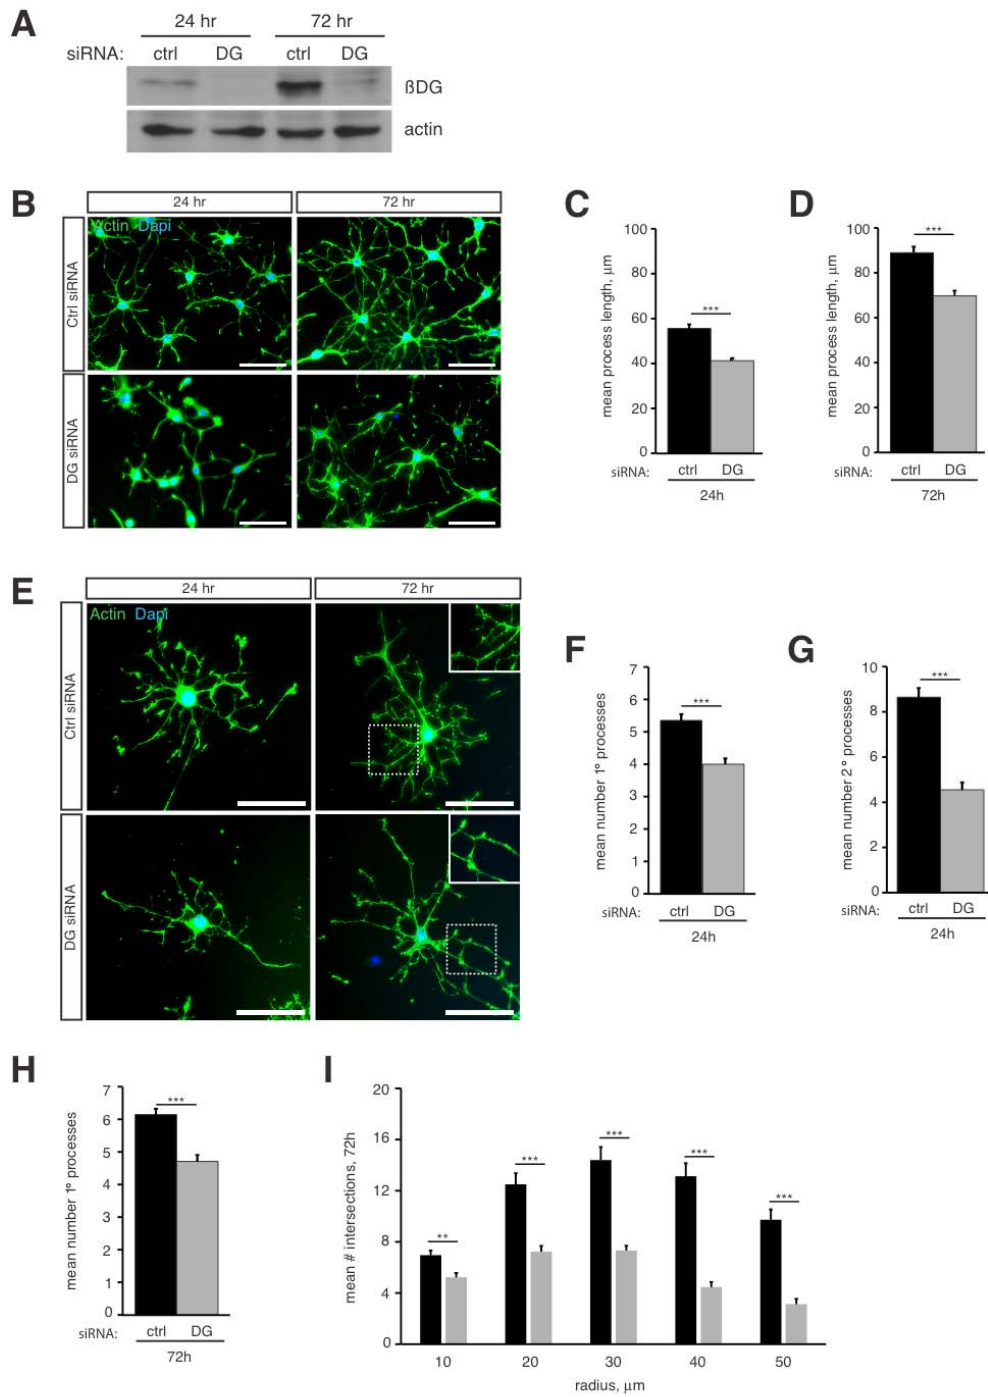 A
24 hr 72 hr
siRNA: ctrl DG ctrl DG
ßDG
actin
B
24 hr 72 hr
Ctrl siRNA
Actin Dapi
DG siRNA
C
mean process length, μm
100
80
60
40
20
0
***
siRNA: ctrl DG
24h
D
mean process length, μm
100
80
60
40
20
0
***
siRNA: ctrl DG
72h
E
24 hr 72 hr
Ctrl siRNA
Actin Dapi
DG siRNA
F
mean number 1° processes
7
6
5
4
3
2
1
0
***
siRNA: ctrl DG
24h
G
mean number 2° processes
10
8
6
4
2
0
***
siRNA: ctrl DG
24h
H
mean number 1° processes
7
6
5
4
3
2
1
0
***
siRNA: ctrl DG
72h
I
mean # intersections, 72h
20
16
12
8
4
0
** *** *** *** ***
10 20 30 40 50
radius, μm